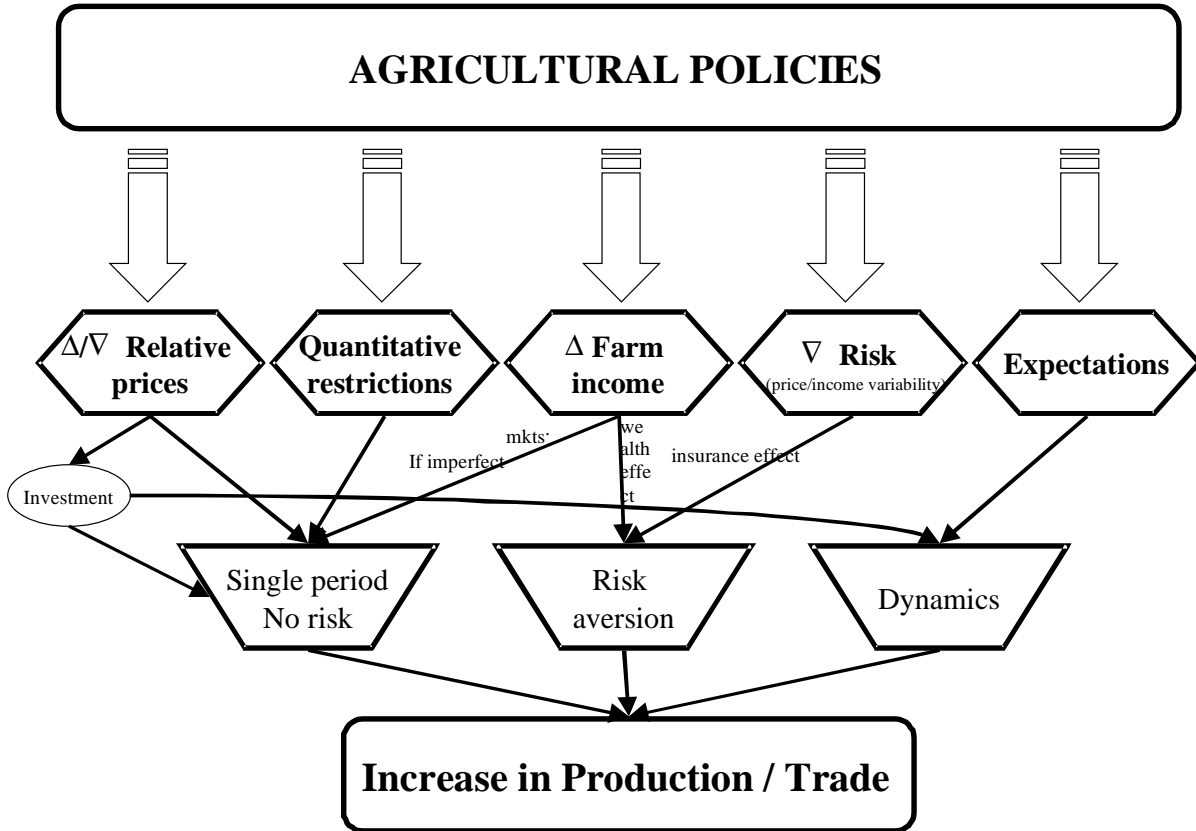 AGRICULTURAL POLICIES
Δ/∇ Relative
prices
Quantitative
restrictions
Δ Farm
income
∇ Risk
(price/income variability)
Expectations
If imperfect
mkts.
we
alth
effe
ct
insurance effect
Investment
Single period
No risk
Risk
aversion
Dynamics
Increase in Production / Trade